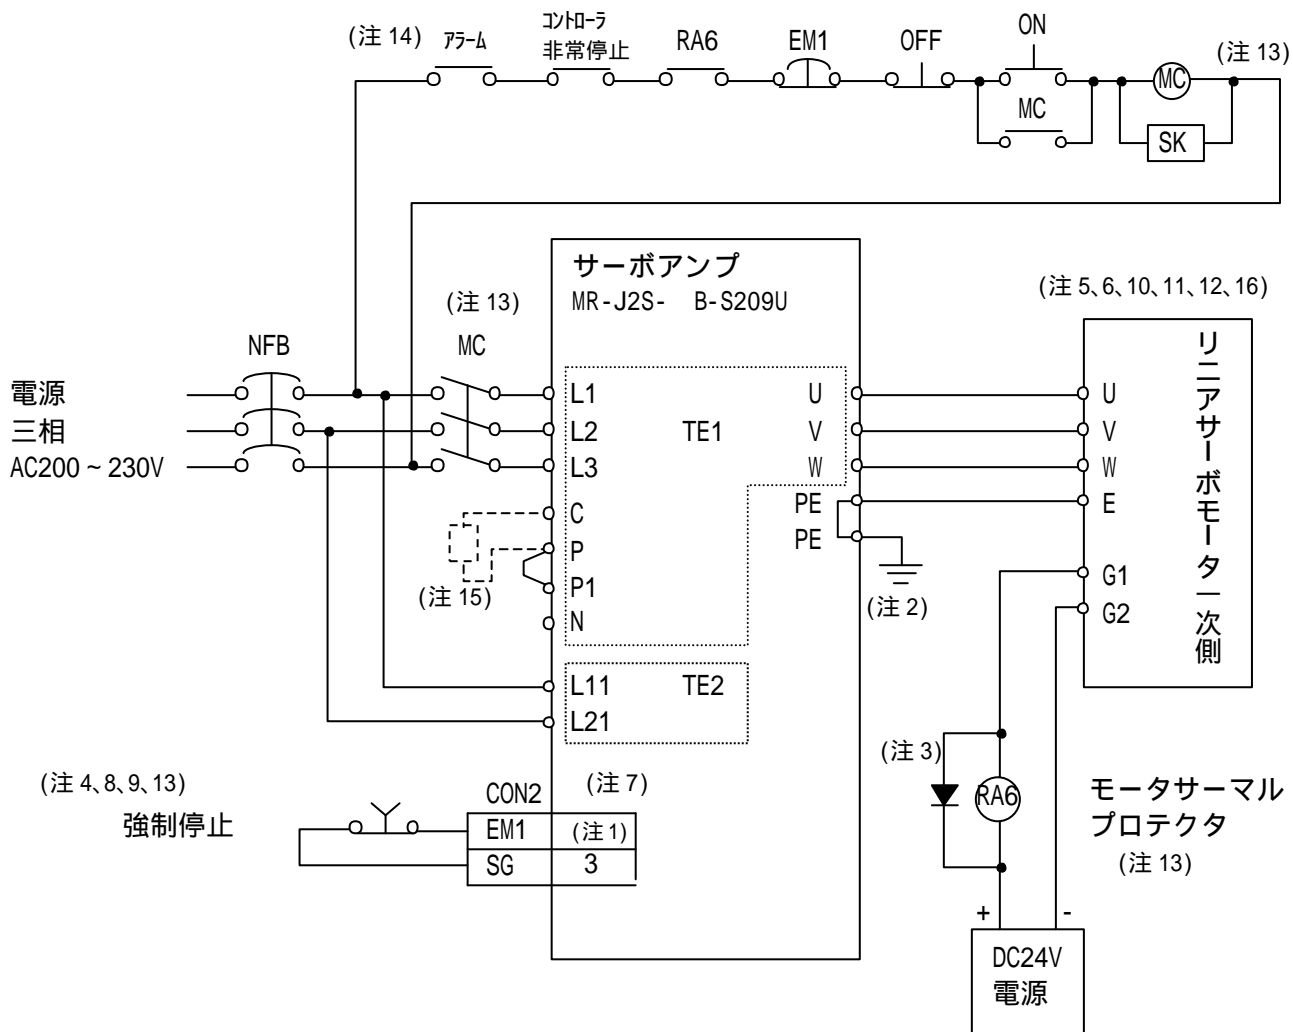 (注 14)
アラーム
コントローラ
非常停止
RA6
EM1
OFF
ON
(注 13)
MC
MC
SK
サーボアンプ
MR-J2S-   B-S209U
(注 5、6、10、11、12、16)
(注 13)
NFB
MC
電源
三相
AC200 ~ 230V
L1
L2
L3
C
P
P1
N
TE1
U
V
W
PE
PE
(注 15)
(注 2)
U
V
W
E
G1
G2
リニアサーボモータ一次側
L11
L21
TE2
(注 3)
RA6
モータサーマル
プロテクタ
(注 13)
(注 4、8、9、13)
強制停止
CON2
(注 7)
EM1
(注 1)
SG
3
+
-
DC24V
電源